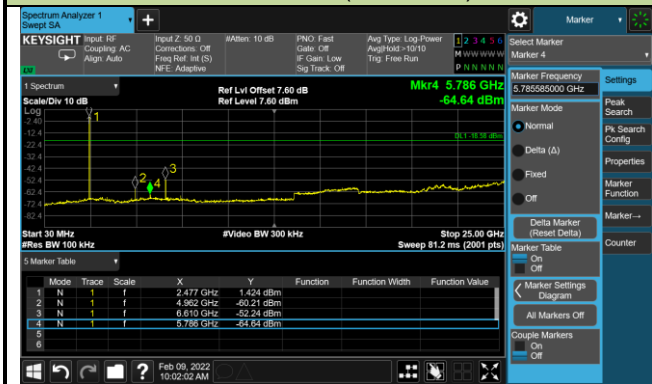 Spectrum Analyzer 1
Swept SA
Marker
KEYSIGHT
Input: RF
Coupling: AC
Align: Auto
Input Z: 50 Ω
Corrections: Off
Freq Ref: Int (S)
NFE: Adaptive
#Atten: 10 dB
PNO: Fast
Gate: Off
IF Gain: Low
Sig Track: Off
Avg Type: Log-Power
Avg|Hold:>10/10
Trig: Free Run
1 2 3 4 5 6
M W W W W W
P N N N N N
Select Marker
Marker 4
1 Spectrum
Scale/Div 10 dB
Ref Lvl Offset 7.60 dB
Ref Level 7.60 dBm
Mkr4 5.786 GHz
-64.64 dBm
Log
-2.40
-12.4
-22.4
-32.4
-42.4
-52.4
-62.4
-72.4
-82.4
1
2
3
4
DL1 -18.58 dBm
Start 30 MHz
#Res BW 100 kHz
#Video BW 300 kHz
Stop 25.00 GHz
Sweep 81.2 ms (2001 pts)
5 Marker Table
Mode Trace Scale X Y Function Function Width Function Value
1 N 1 f 2.477 GHz 1.424 dBm
2 N 1 f 4.962 GHz -60.21 dBm
3 N 1 f 6.610 GHz -52.24 dBm
4 N 1 f 5.786 GHz -64.64 dBm
5
6
Feb 09, 2022
10:02:02 AM
Marker Frequency
5.785585000 GHz
Marker Mode
Normal
Delta (Δ)
Fixed
Off
Delta Marker
(Reset Delta)
Marker Table
On
Off
Marker Settings
Diagram
All Markers Off
Couple Markers
On
Off
Settings
Peak
Search
Pk Search
Config
Properties
Marker
Function
Marker→
Counter